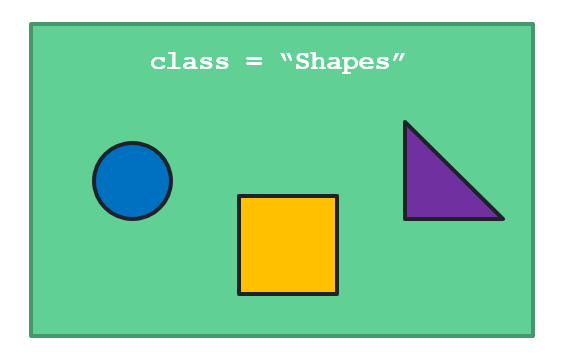 class = “Shapes”